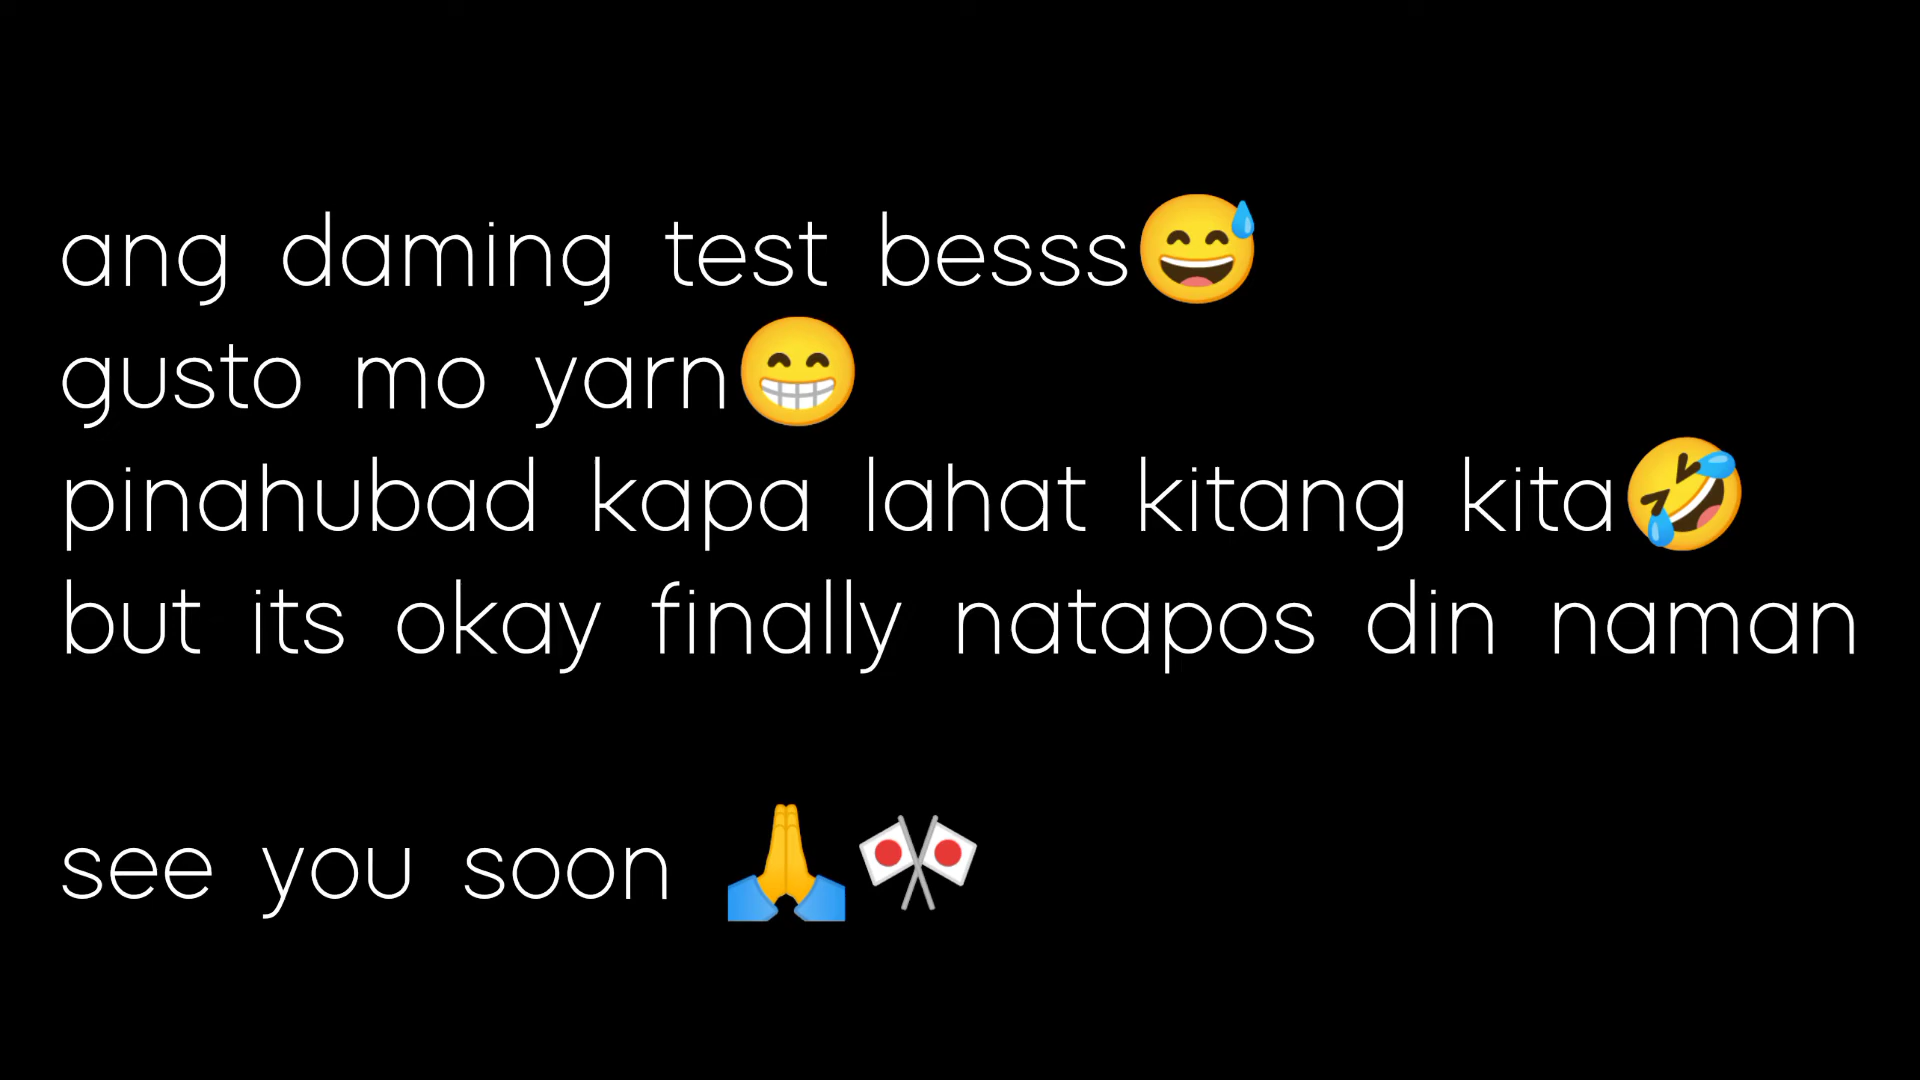 ang daming test besss😅
gusto mo yarn😁
pinahubad kapa lahat kitang kita🤣
but its okay finally natapos din naman
see you soon 🙏🎌